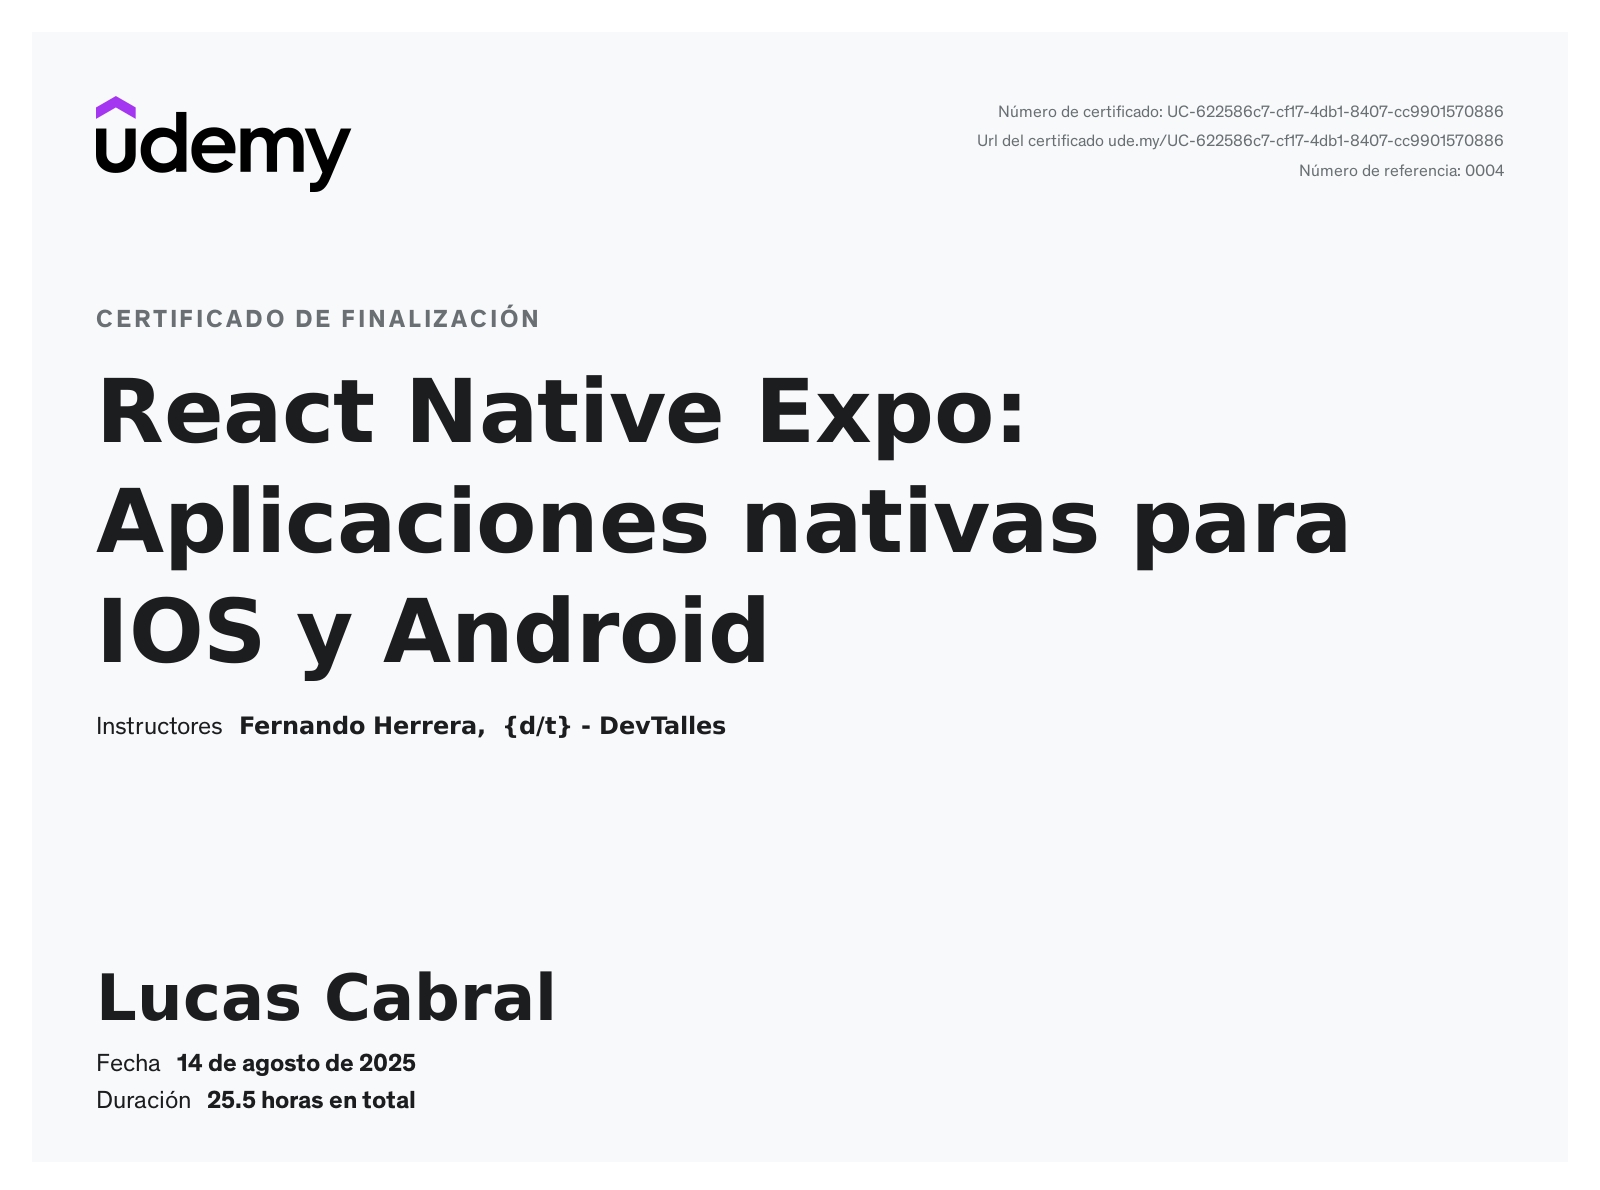 udemy
Número de certificado: UC-622586c7-cf17-4db1-8407-cc9901570886
Url del certificado ude.my/UC-622586c7-cf17-4db1-8407-cc9901570886
Número de referencia: 0004
CERTIFICADO DE FINALIZACIÓN
React Native Expo:
Aplicaciones nativas para
IOS y Android
Instructores Fernando Herrera, {d/t} - DevTalles
Lucas Cabral
Fecha 14 de agosto de 2025
Duración 25.5 horas en total